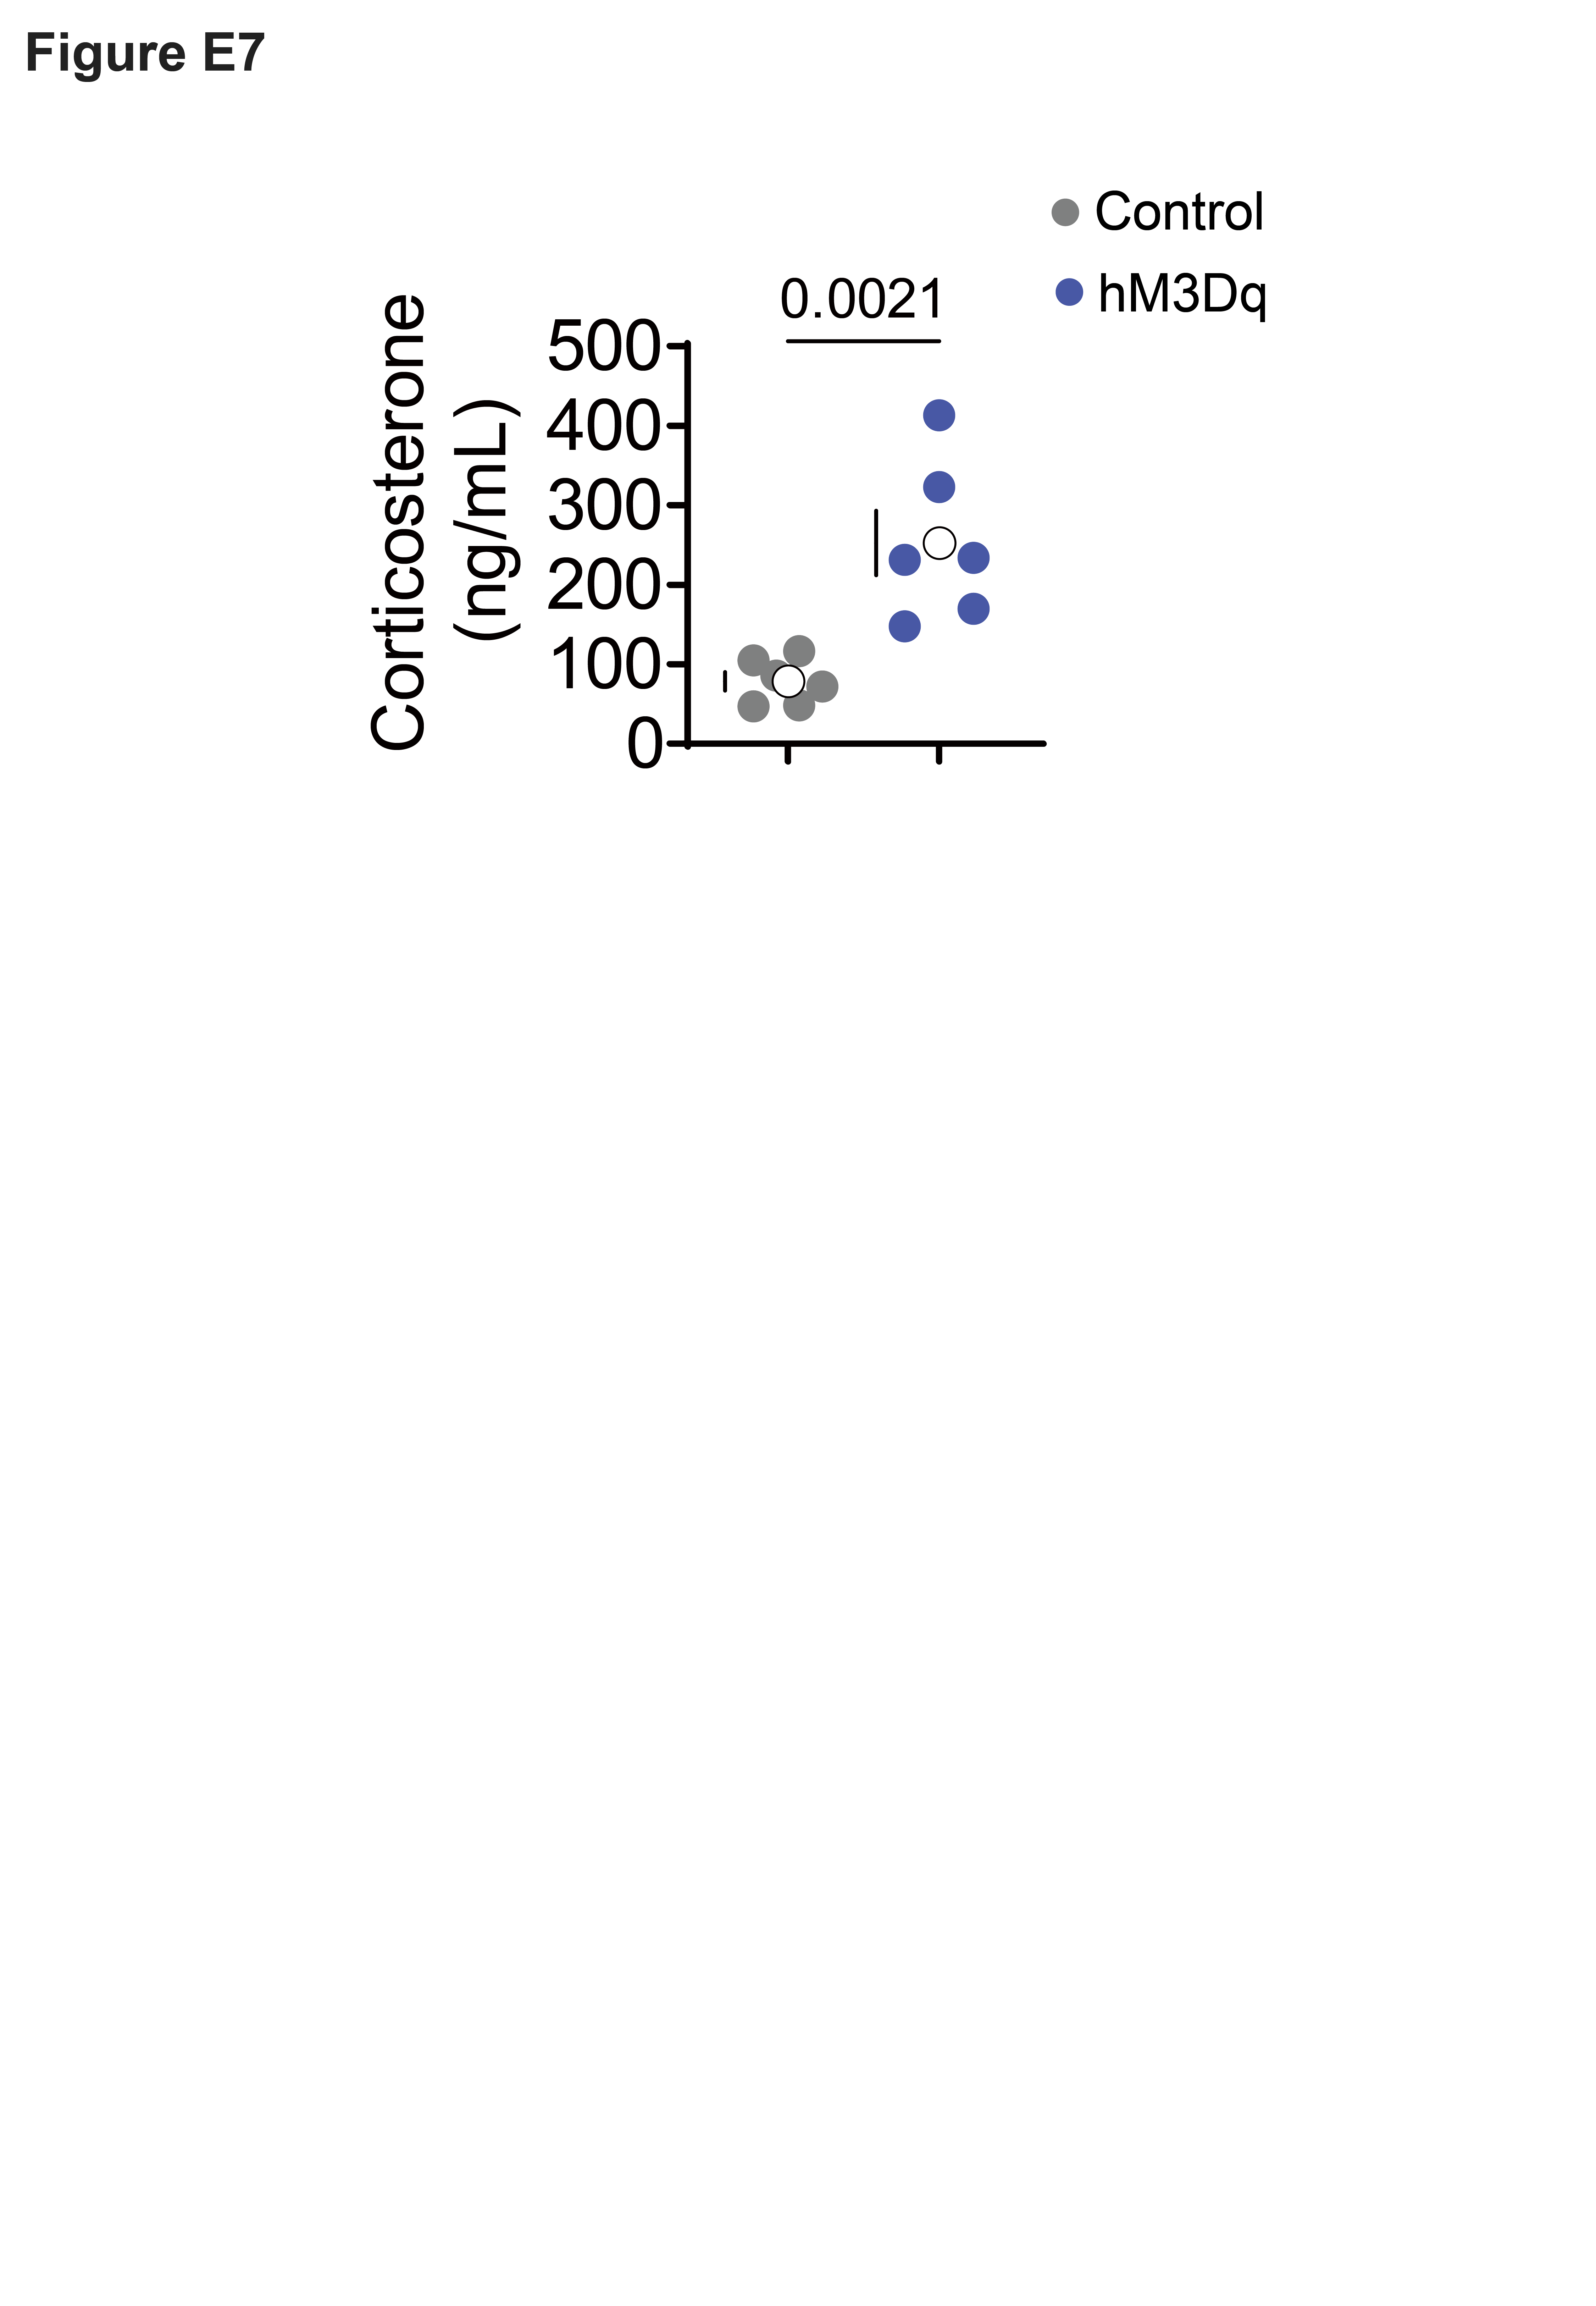 Figure E7
Control
hM3Dq
0.0021
Corticosterone
(ng/mL)
500
400
300
200
100
0